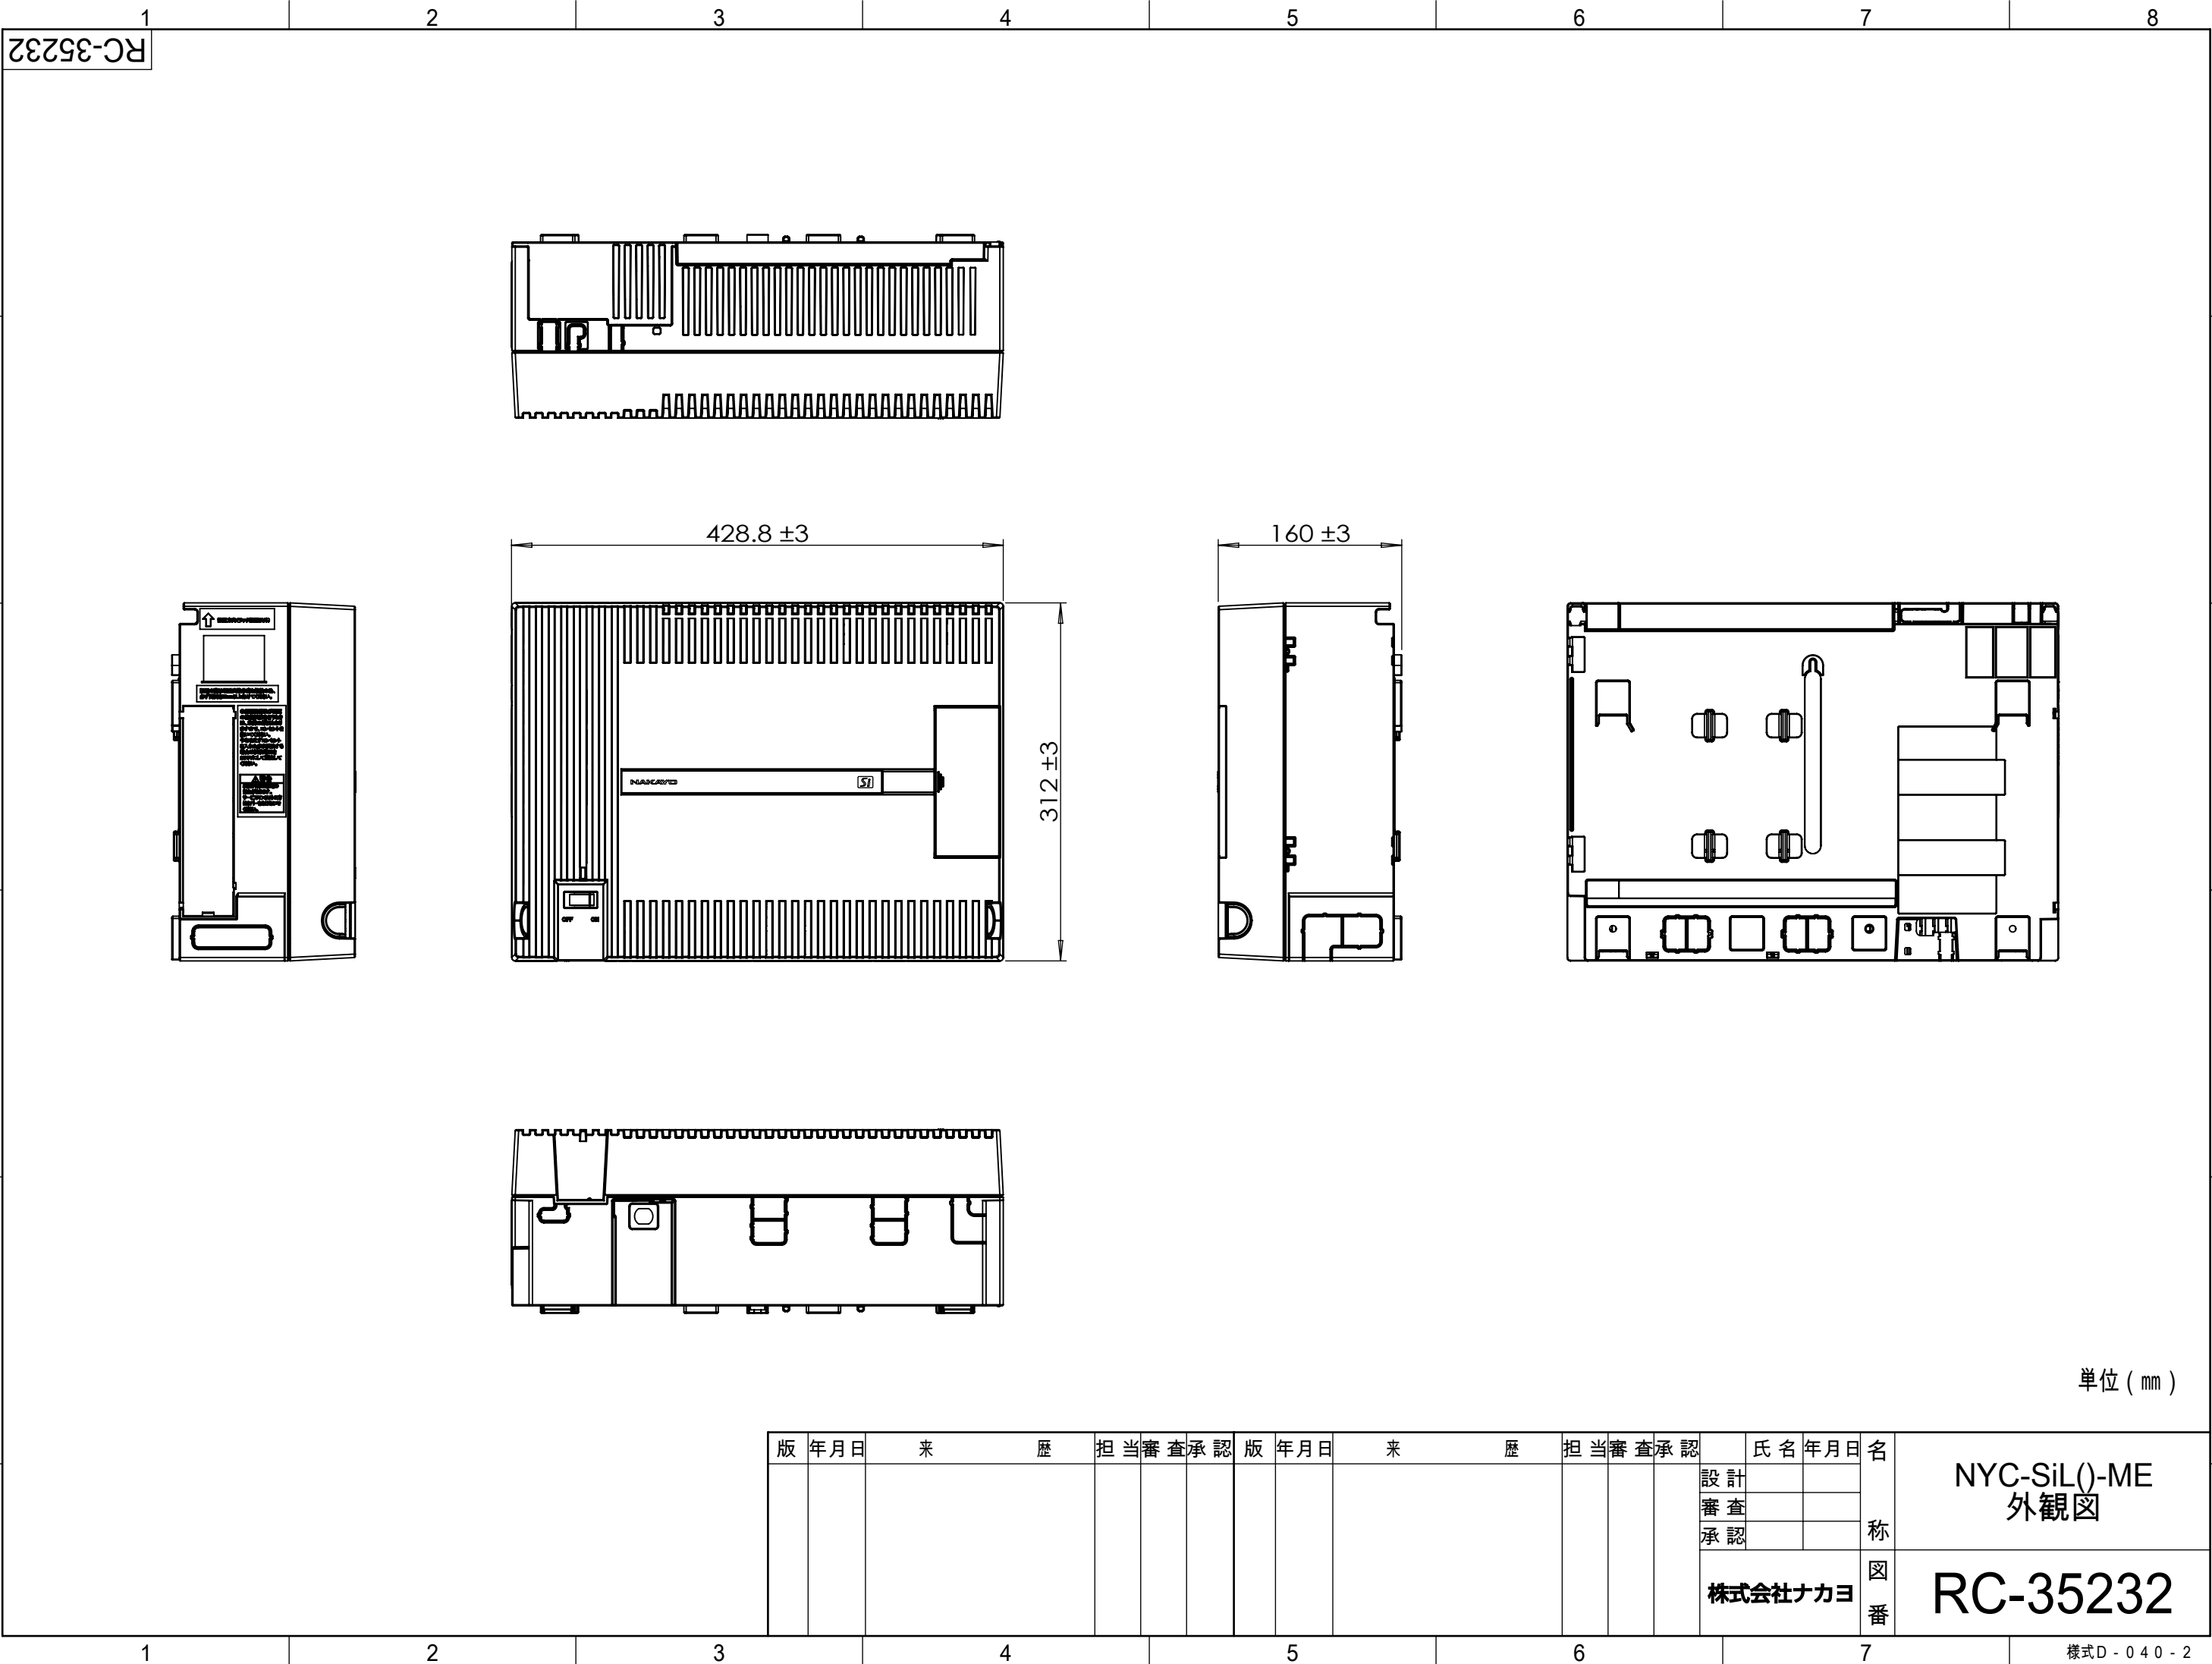 1 2 3 4 5 6 7 8
RC-35232
428.8 ±3
160 ±3
312 ±3
NAKAYO
SI
OFF ON
単位(㎜)
版 年月日 来歴 担当 審査 承認 版 年月日 来歴 担当 審査 承認 氏名 年月日 名称
設計
審査
承認
NYC-SiL()-ME
外観図
株式会社ナカヨ
図番
RC-35232
1 2 3 4 5 6 7
様式D-040-2